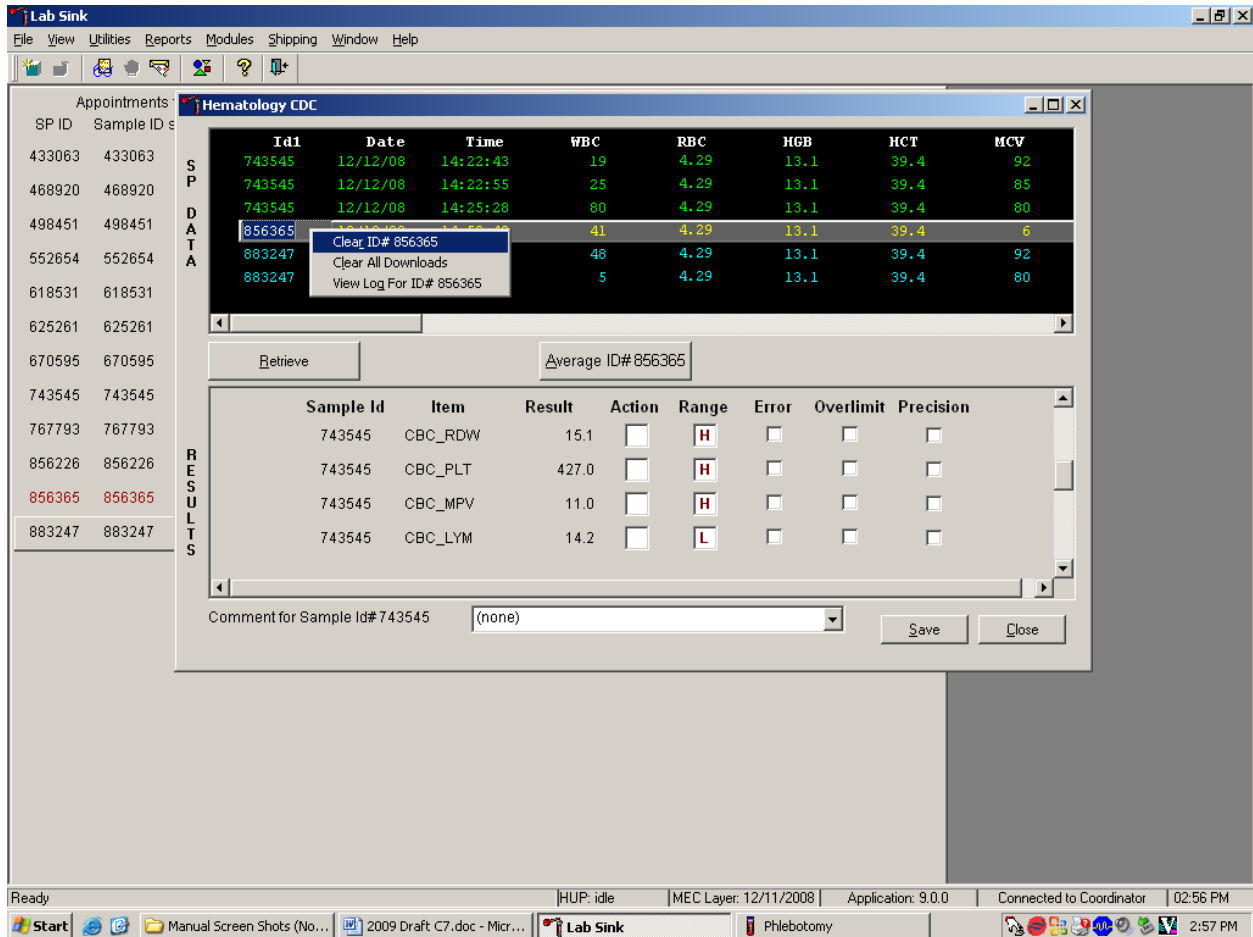 Lab Sink
File View Utilities Reports Modules Shipping Window Help
Appointments
SP ID Sample ID s
433063 433063
468920 468920
498451 498451
552654 552654
618531 618531
625261 625261
670595 670595
743545 743545
767793 767793
856226 856226
856365 856365
883247 883247
Hematology CDC
SP DATA
Id1 Date Time WBC RBC HGB HCT MCV
743545 12/12/08 14:22:43 19 4.29 13.1 39.4 92
743545 12/12/08 14:22:55 25 4.29 13.1 39.4 85
743545 12/12/08 14:25:28 80 4.29 13.1 39.4 80
856365 41 4.29 13.1 39.4 6
883247 48 4.29 13.1 39.4 92
883247 5 4.29 13.1 39.4 80
Clear ID# 856365
Clear All Downloads
View Log For ID# 856365
Retrieve Average ID# 856365
RESULTS
Sample Id Item Result Action Range Error Overlimit Precision
743545 CBC_RDW 15.1 H
743545 CBC_PLT 427.0 H
743545 CBC_MPV 11.0 H
743545 CBC_LYM 14.2 L
Comment for Sample Id# 743545 (none)
Save Close
Ready HUP: idle MEC Layer: 12/11/2008 Application: 9.0.0 Connected to Coordinator 02:56 PM
Start Manual Screen Shots (No... 2009 Draft C7.doc - Micr... Lab Sink Phlebotomy 2:57 PM